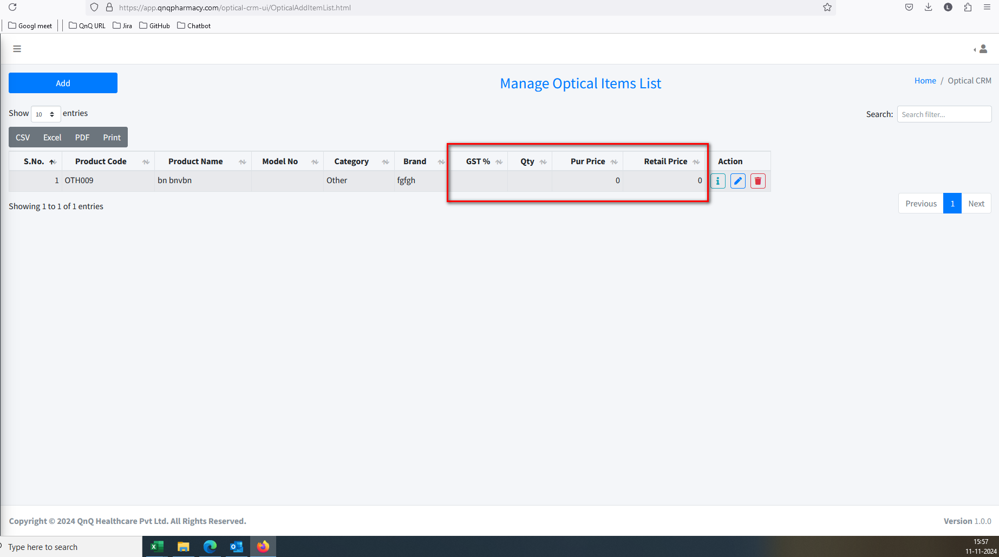 https://app.qnqpharmacy.com/optical-crm-ui/OpticalAddItemList.html
L
Googl meet QnQ URL Jira GitHub Chatbot
Add
Manage Optical Items List
Home / Optical CRM
Show 10 entries
Search: Search filter...
CSV Excel PDF Print
S.No. Product Code Product Name Model No Category Brand GST % Qty Pur Price Retail Price Action
1 OTH009 bn bnvbn Other fgfgh 0 0
Showing 1 to 1 of 1 entries
Previous 1 Next
Copyright © 2024 QnQ Healthcare Pvt Ltd. All Rights Reserved.
Version 1.0.0
Type here to search
15:57
11-11-2024